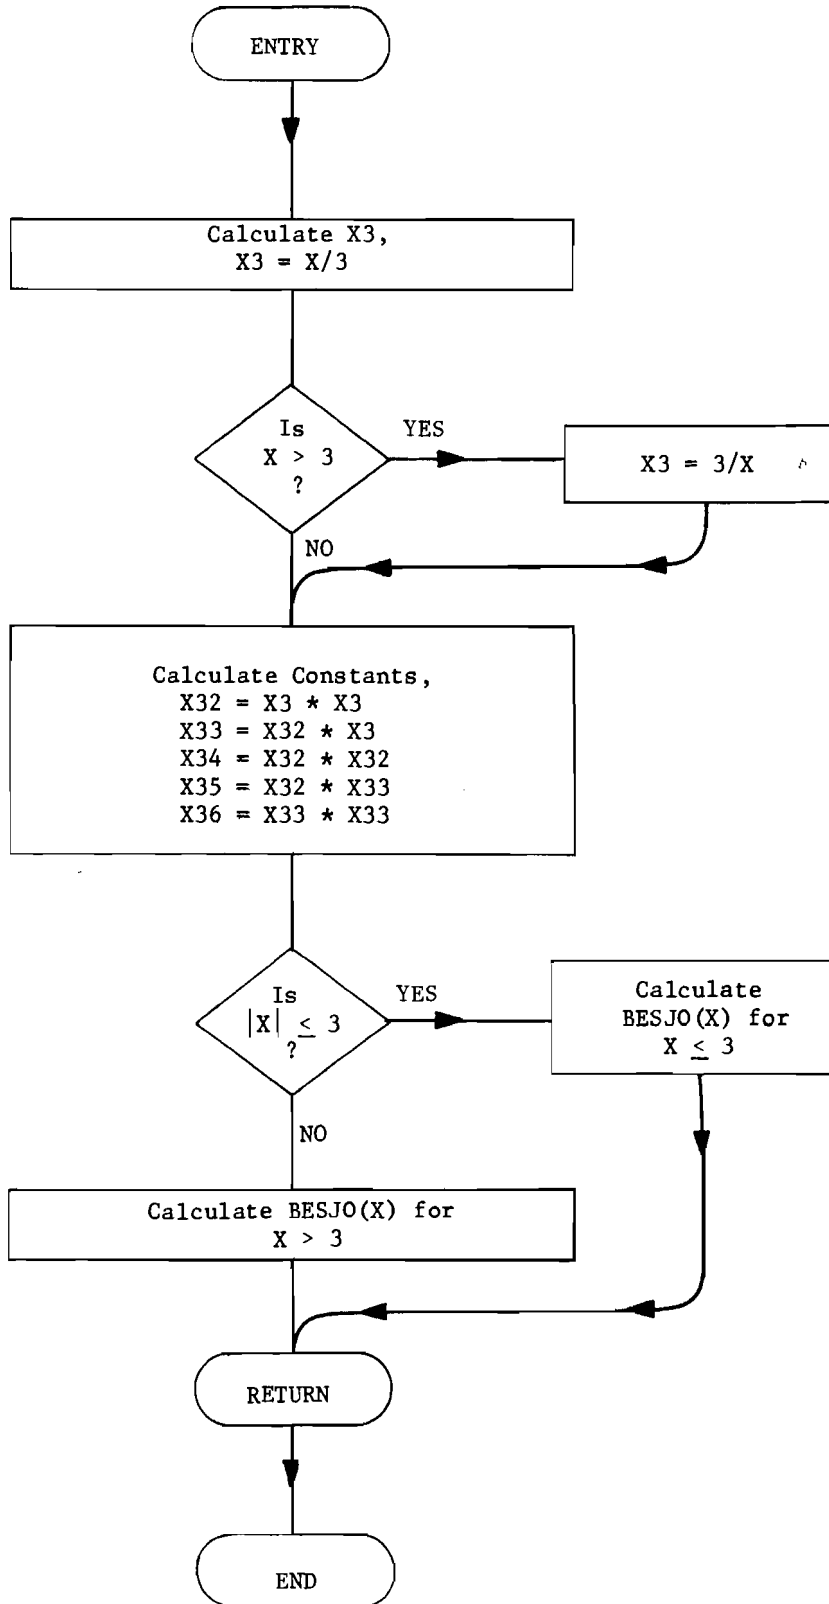 ENTRY
Calculate X3,
X3 = X/3
Is
X > 3
?
YES
X3 = 3/X
NO
Calculate Constants,
X32 = X3 * X3
X33 = X32 * X3
X34 = X32 * X32
X35 = X32 * X33
X36 = X33 * X33
Is
|X| ≤ 3
?
YES
Calculate
BESJO(X) for
X ≤ 3
NO
Calculate BESJO(X) for
X > 3
RETURN
END